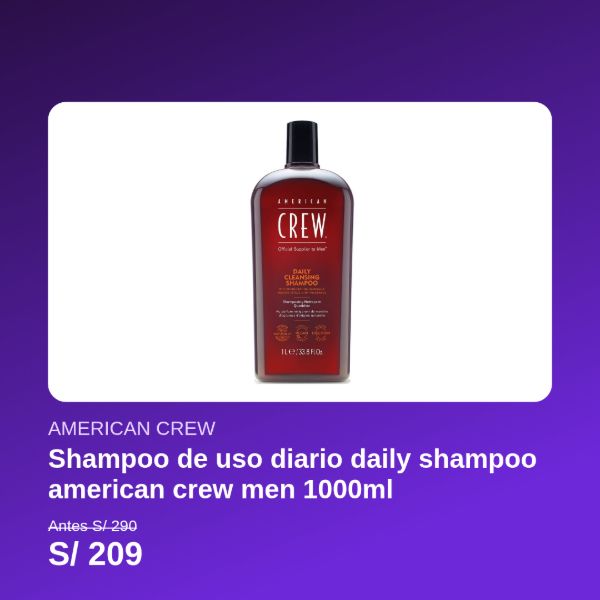 AMERICAN
CREW
Official Supplier to Men
DAILY
CLEANSING
SHAMPOO
1 L e / 33.8 Fl.Oz.
AMERICAN CREW
Shampoo de uso diario daily shampoo
american crew men 1000ml
Antes S/ 290
S/ 209